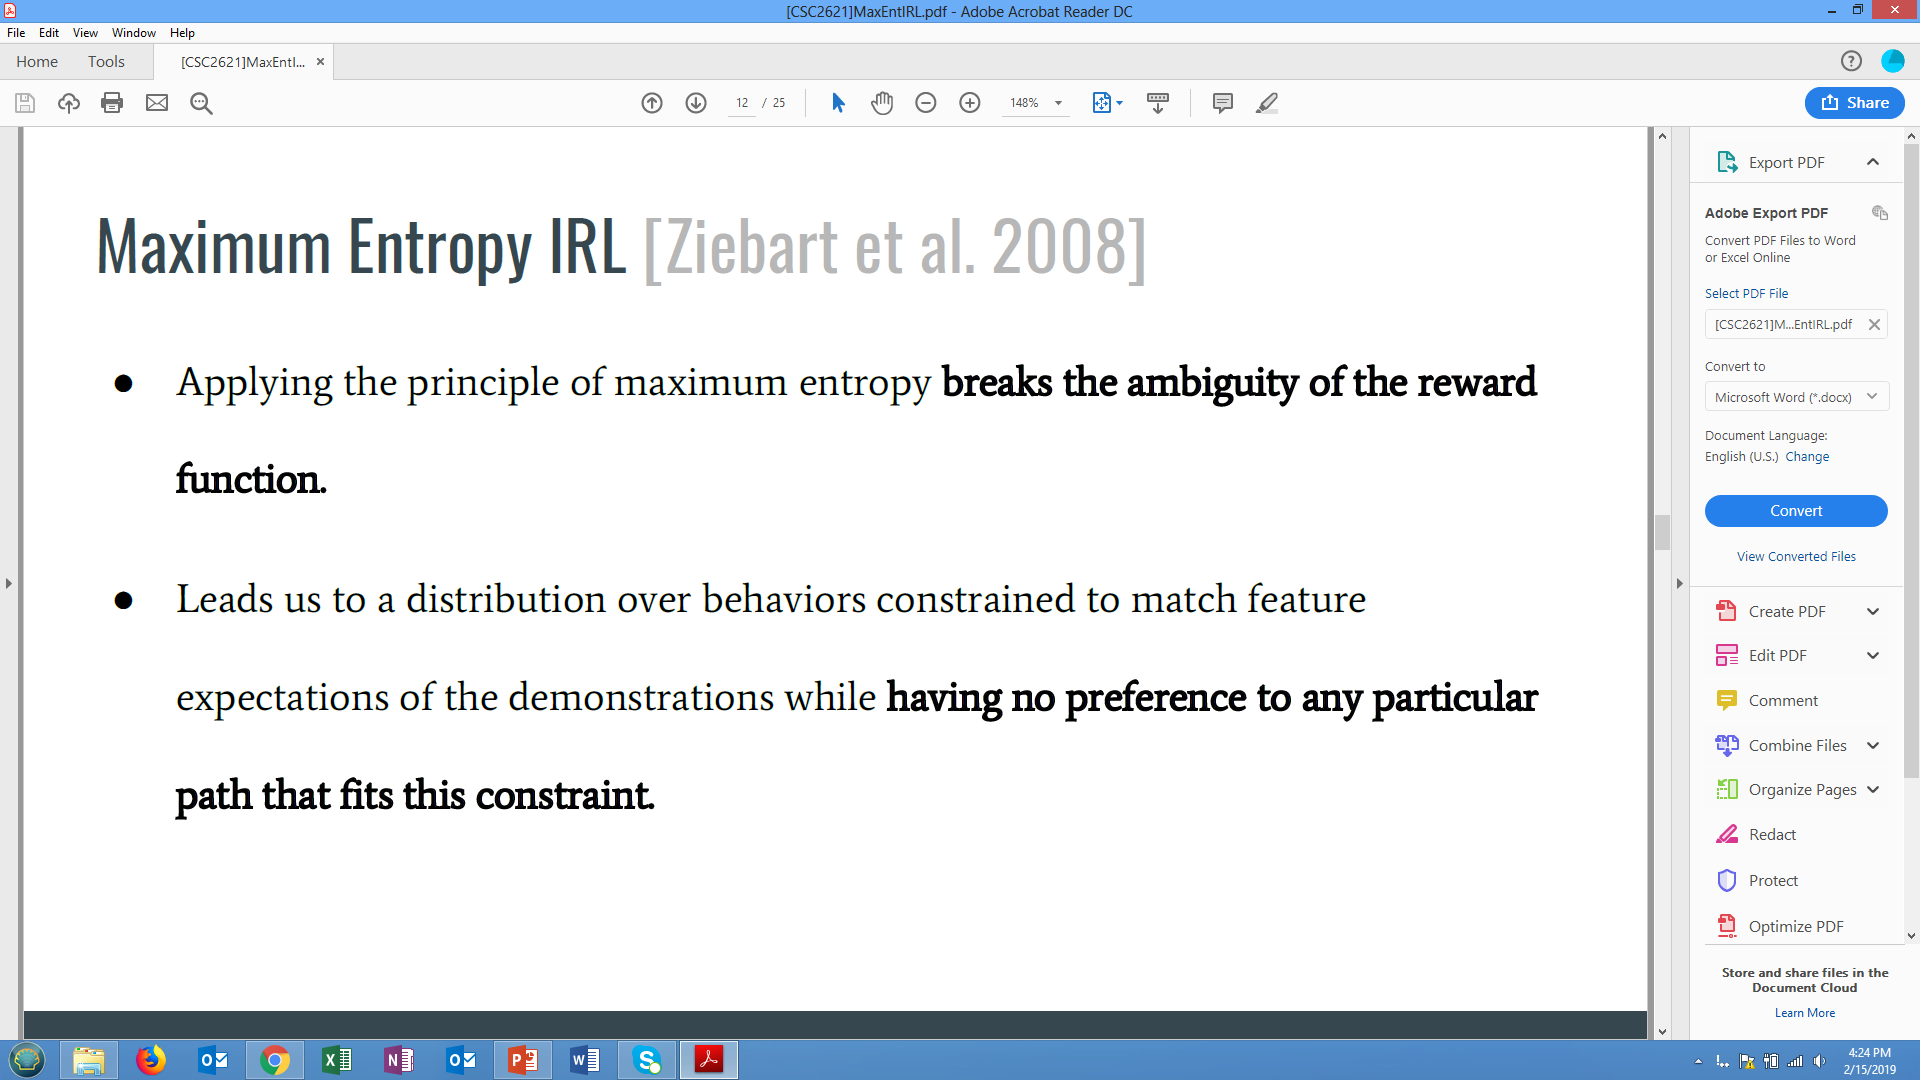 [CSC2621]MaxEntIRL.pdf - Adobe Acrobat Reader DC
File Edit View Window Help
Home Tools [CSC2621]MaxEntI... ×
12 / 25 148% Share
Maximum Entropy IRL [Ziebart et al. 2008]
● Applying the principle of maximum entropy breaks the ambiguity of the reward
function.
● Leads us to a distribution over behaviors constrained to match feature
expectations of the demonstrations while having no preference to any particular
path that fits this constraint.
Export PDF
Adobe Export PDF
Convert PDF Files to Word
or Excel Online
Select PDF File
[CSC2621]M...EntIRL.pdf
Convert to
Microsoft Word (*.docx)
Document Language:
English (U.S.) Change
Convert
View Converted Files
Create PDF
Edit PDF
Comment
Combine Files
Organize Pages
Redact
Protect
Optimize PDF
Store and share files in the
Document Cloud
Learn More
4:24 PM
2/15/2019